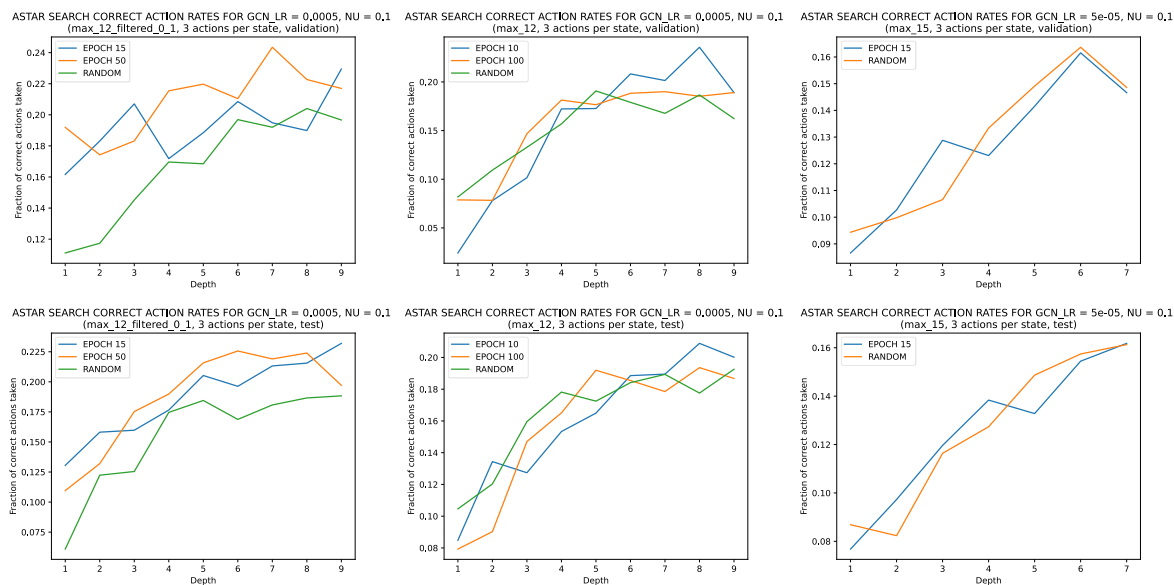 ASTAR SEARCH CORRECT ACTION RATES FOR GCN_LR = 0.0005, NU = 0.1
(max_12_filtered_0_1, 3 actions per state, validation)
EPOCH 15
EPOCH 50
RANDOM
Fraction of correct actions taken
0.24
0.22
0.20
0.18
0.16
0.14
0.12
1 2 3 4 5 6 7 8 9
Depth
ASTAR SEARCH CORRECT ACTION RATES FOR GCN_LR = 0.0005, NU = 0.1
(max_12, 3 actions per state, validation)
EPOCH 10
EPOCH 100
RANDOM
Fraction of correct actions taken
0.20
0.15
0.10
0.05
1 2 3 4 5 6 7 8 9
Depth
ASTAR SEARCH CORRECT ACTION RATES FOR GCN_LR = 5e-05, NU = 0.1
(max_15, 3 actions per state, validation)
EPOCH 15
RANDOM
Fraction of correct actions taken
0.16
0.15
0.14
0.13
0.12
0.11
0.10
0.09
1 2 3 4 5 6 7
Depth
ASTAR SEARCH CORRECT ACTION RATES FOR GCN_LR = 0.0005, NU = 0.1
(max_12_filtered_0_1, 3 actions per state, test)
EPOCH 15
EPOCH 50
RANDOM
Fraction of correct actions taken
0.225
0.200
0.175
0.150
0.125
0.100
0.075
1 2 3 4 5 6 7 8 9
Depth
ASTAR SEARCH CORRECT ACTION RATES FOR GCN_LR = 0.0005, NU = 0.1
(max_12, 3 actions per state, test)
EPOCH 10
EPOCH 100
RANDOM
Fraction of correct actions taken
0.20
0.18
0.16
0.14
0.12
0.10
0.08
1 2 3 4 5 6 7 8 9
Depth
ASTAR SEARCH CORRECT ACTION RATES FOR GCN_LR = 5e-05, NU = 0.1
(max_15, 3 actions per state, test)
EPOCH 15
RANDOM
Fraction of correct actions taken
0.16
0.14
0.12
0.10
0.08
1 2 3 4 5 6 7
Depth